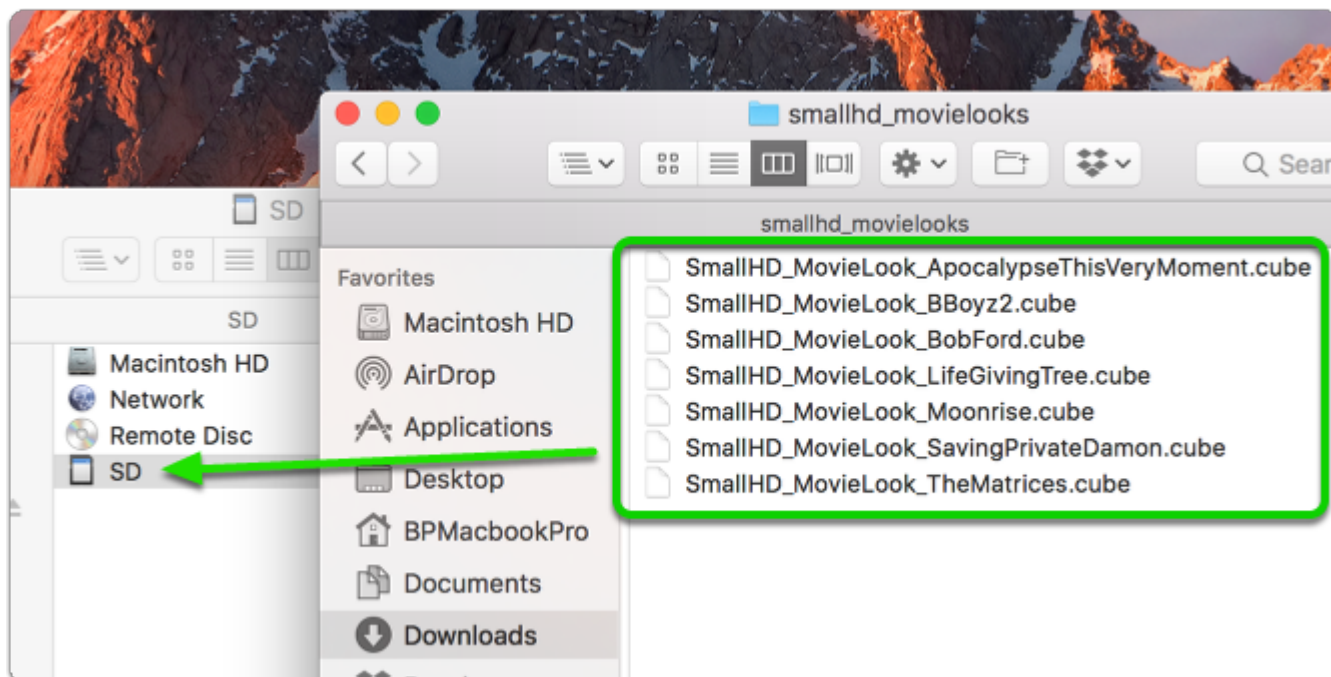 smallhd_movielooks
Sear
SD
smallhd_movielooks
SD
Macintosh HD
Network
Remote Disc
SD
Favorites
Macintosh HD
AirDrop
Applications
Desktop
BPMacbookPro
Documents
Downloads
SmallHD_MovieLook_ApocalypseThisVeryMoment.cube
SmallHD_MovieLook_BBoyz2.cube
SmallHD_MovieLook_BobFord.cube
SmallHD_MovieLook_LifeGivingTree.cube
SmallHD_MovieLook_Moonrise.cube
SmallHD_MovieLook_SavingPrivateDamon.cube
SmallHD_MovieLook_TheMatrices.cube